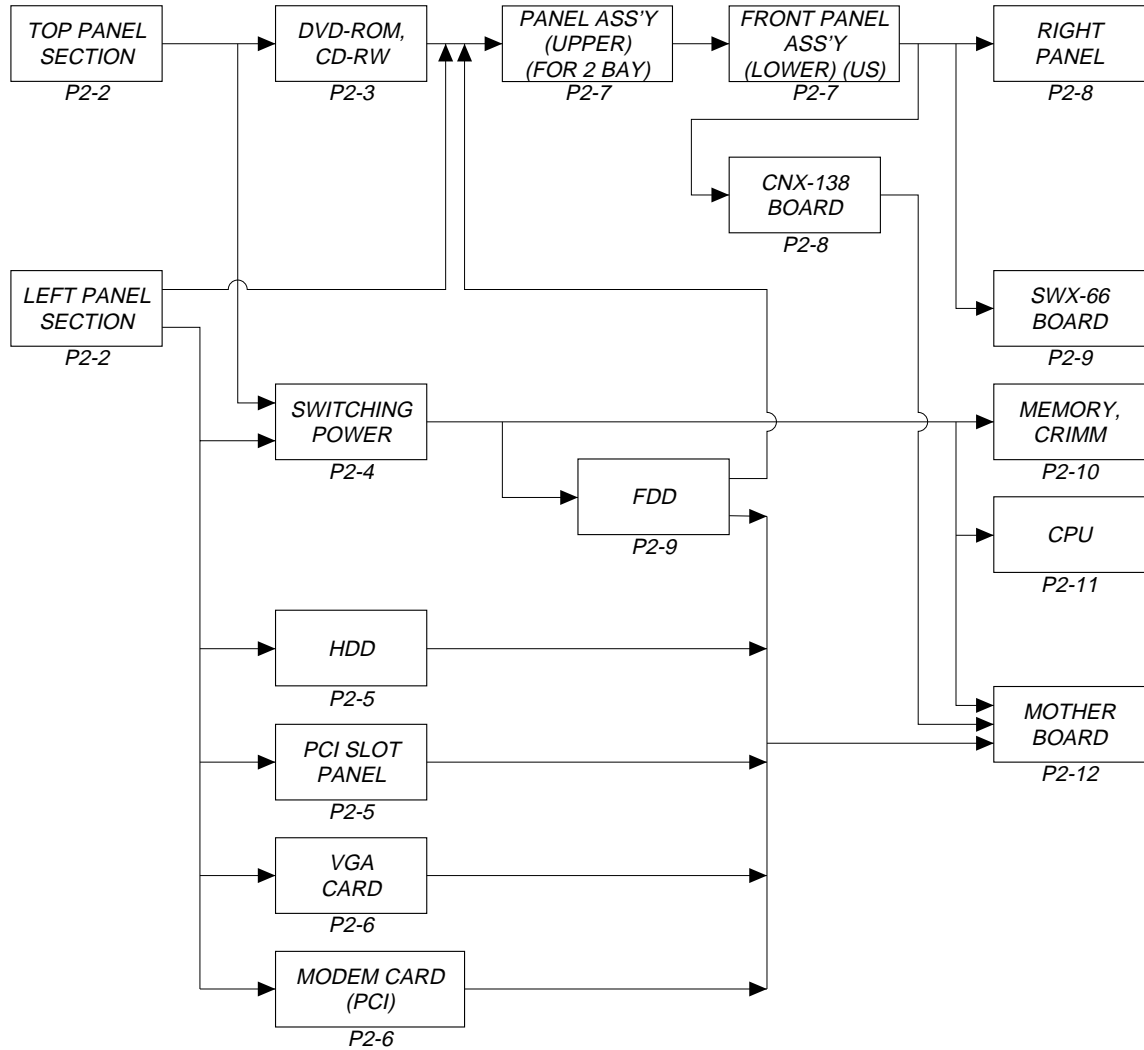 TOP PANEL
SECTION
P2-2
DVD-ROM,
CD-RW
P2-3
PANEL ASS'Y
(UPPER)
(FOR 2 BAY)
P2-7
FRONT PANEL
ASS'Y
(LOWER) (US)
P2-7
RIGHT
PANEL
P2-8
CNX-138
BOARD
P2-8
LEFT PANEL
SECTION
P2-2
SWX-66
BOARD
P2-9
SWITCHING
POWER
P2-4
MEMORY,
CRIMM
P2-10
FDD
P2-9
CPU
P2-11
HDD
P2-5
MOTHER
BOARD
P2-12
PCI SLOT
PANEL
P2-5
VGA
CARD
P2-6
MODEM CARD
(PCI)
P2-6